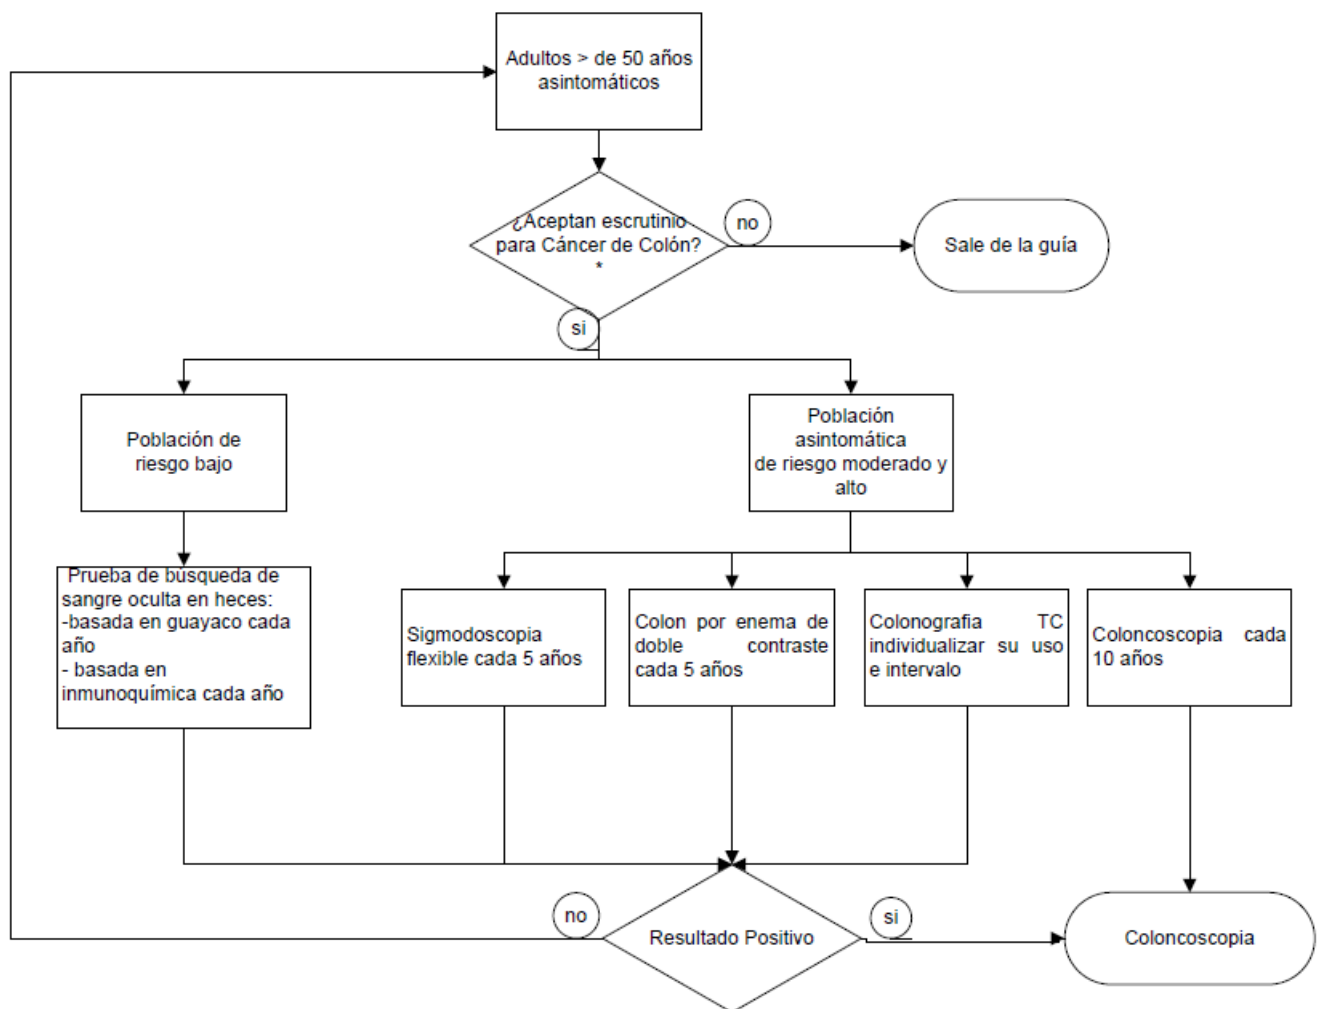 Adultos > de 50 años
asintomáticos
¿Aceptan escrutinio
para Cáncer de Colón?
*
no
Sale de la guía
si
Población de
riesgo bajo
Población
asintomática
de riesgo moderado y
alto
Prueba de búsqueda de
sangre oculta en heces:
-basada en guayaco cada
año
- basada en
inmunoquímica cada año
Sigmodoscopia
flexible cada 5 años
Colon por enema de
doble contraste
cada 5 años
Colonografia TC
individualizar su uso
e intervalo
Coloncoscopia cada
10 años
no
Resultado Positivo
si
Coloncoscopia